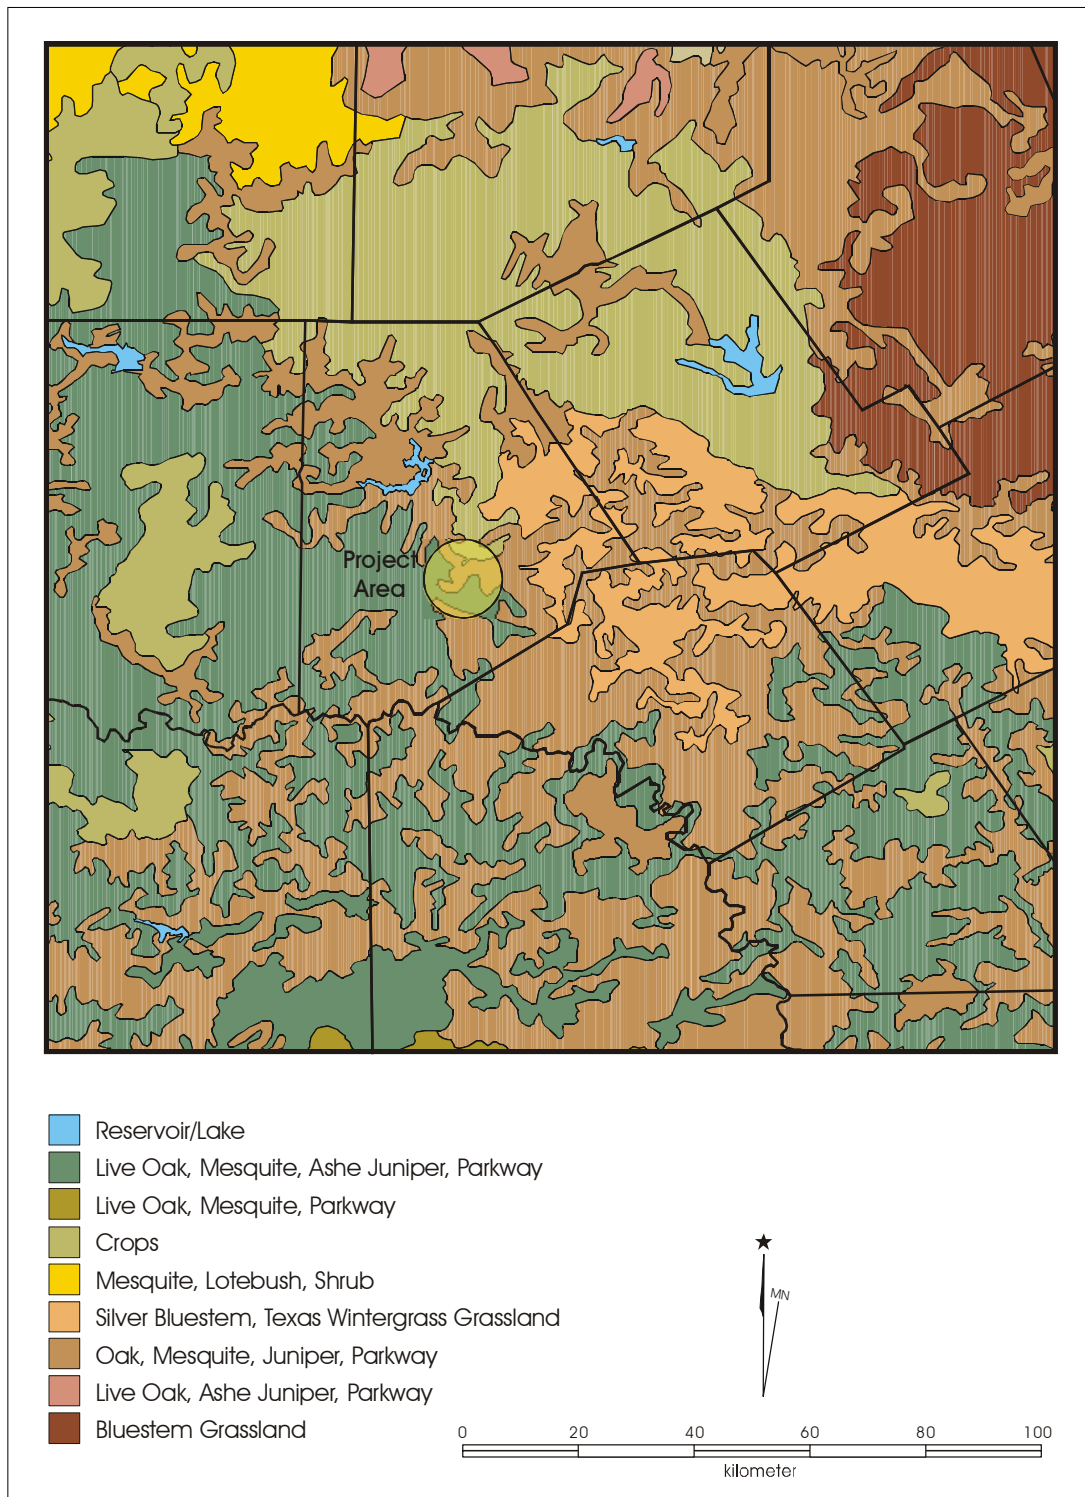 Project
Area
Reservoir/Lake
Live Oak, Mesquite, Ashe Juniper, Parkway
Live Oak, Mesquite, Parkway
Crops
Mesquite, Lotebush, Shrub
Silver Bluestem, Texas Wintergrass Grassland
Oak, Mesquite, Juniper, Parkway
Live Oak, Ashe Juniper, Parkway
Bluestem Grassland
MN
0 20 40 60 80 100
kilometer